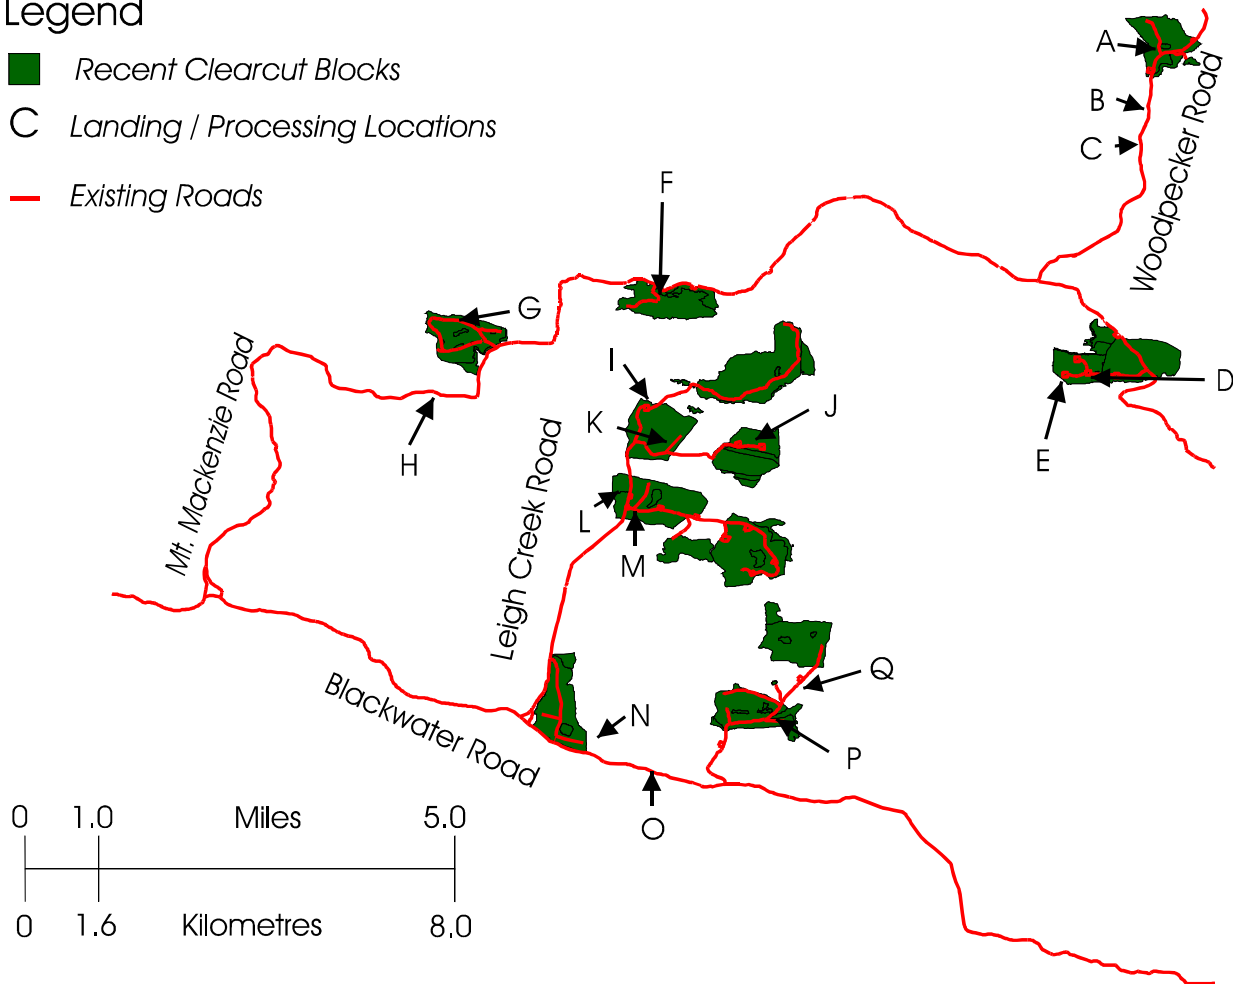 Legend
Recent Clearcut Blocks
C Landing / Processing Locations
Existing Roads
A
B
C
Woodpecker Road
F
G
D
E
H
I
J
K
L
M
Mt. Mackenzie Road
Leigh Creek Road
Blackwater Road
N
Q
P
O
0 1.0 Miles 5.0
0 1.6 Kilometres 8.0